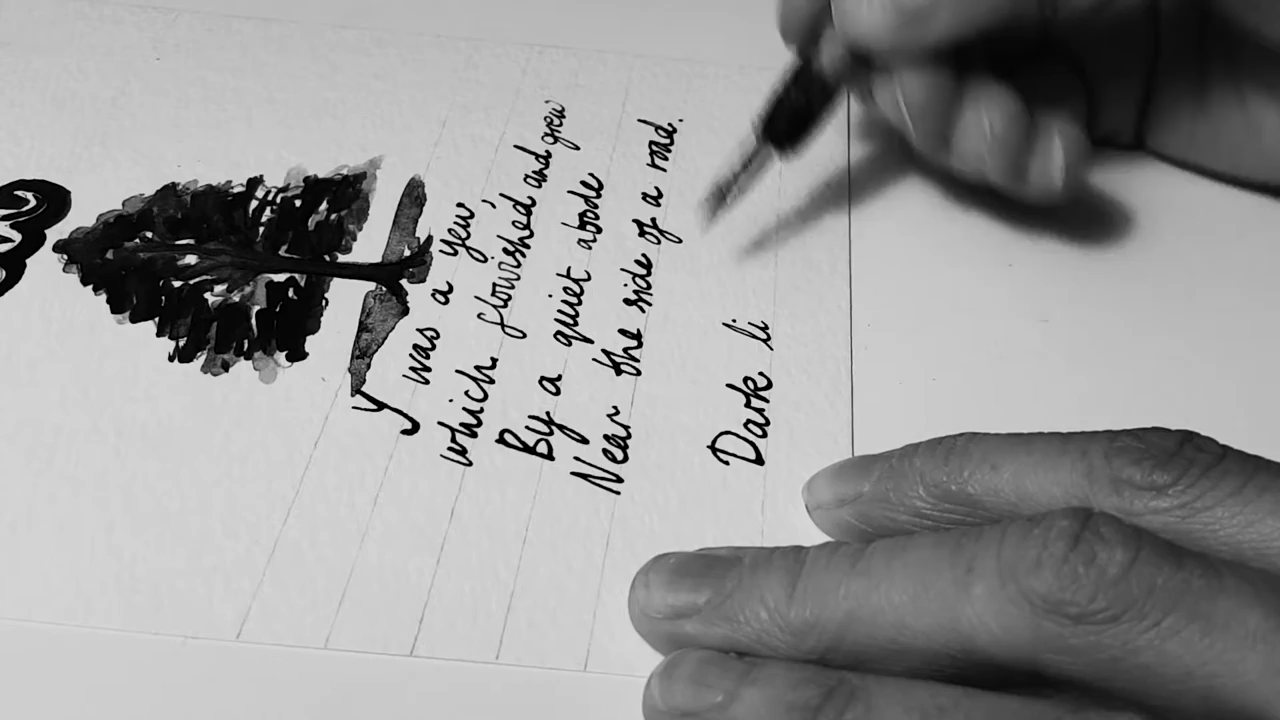 y was a yew,
which flourished and grew
By a quiet abode
Near the side of a road.
Dark li